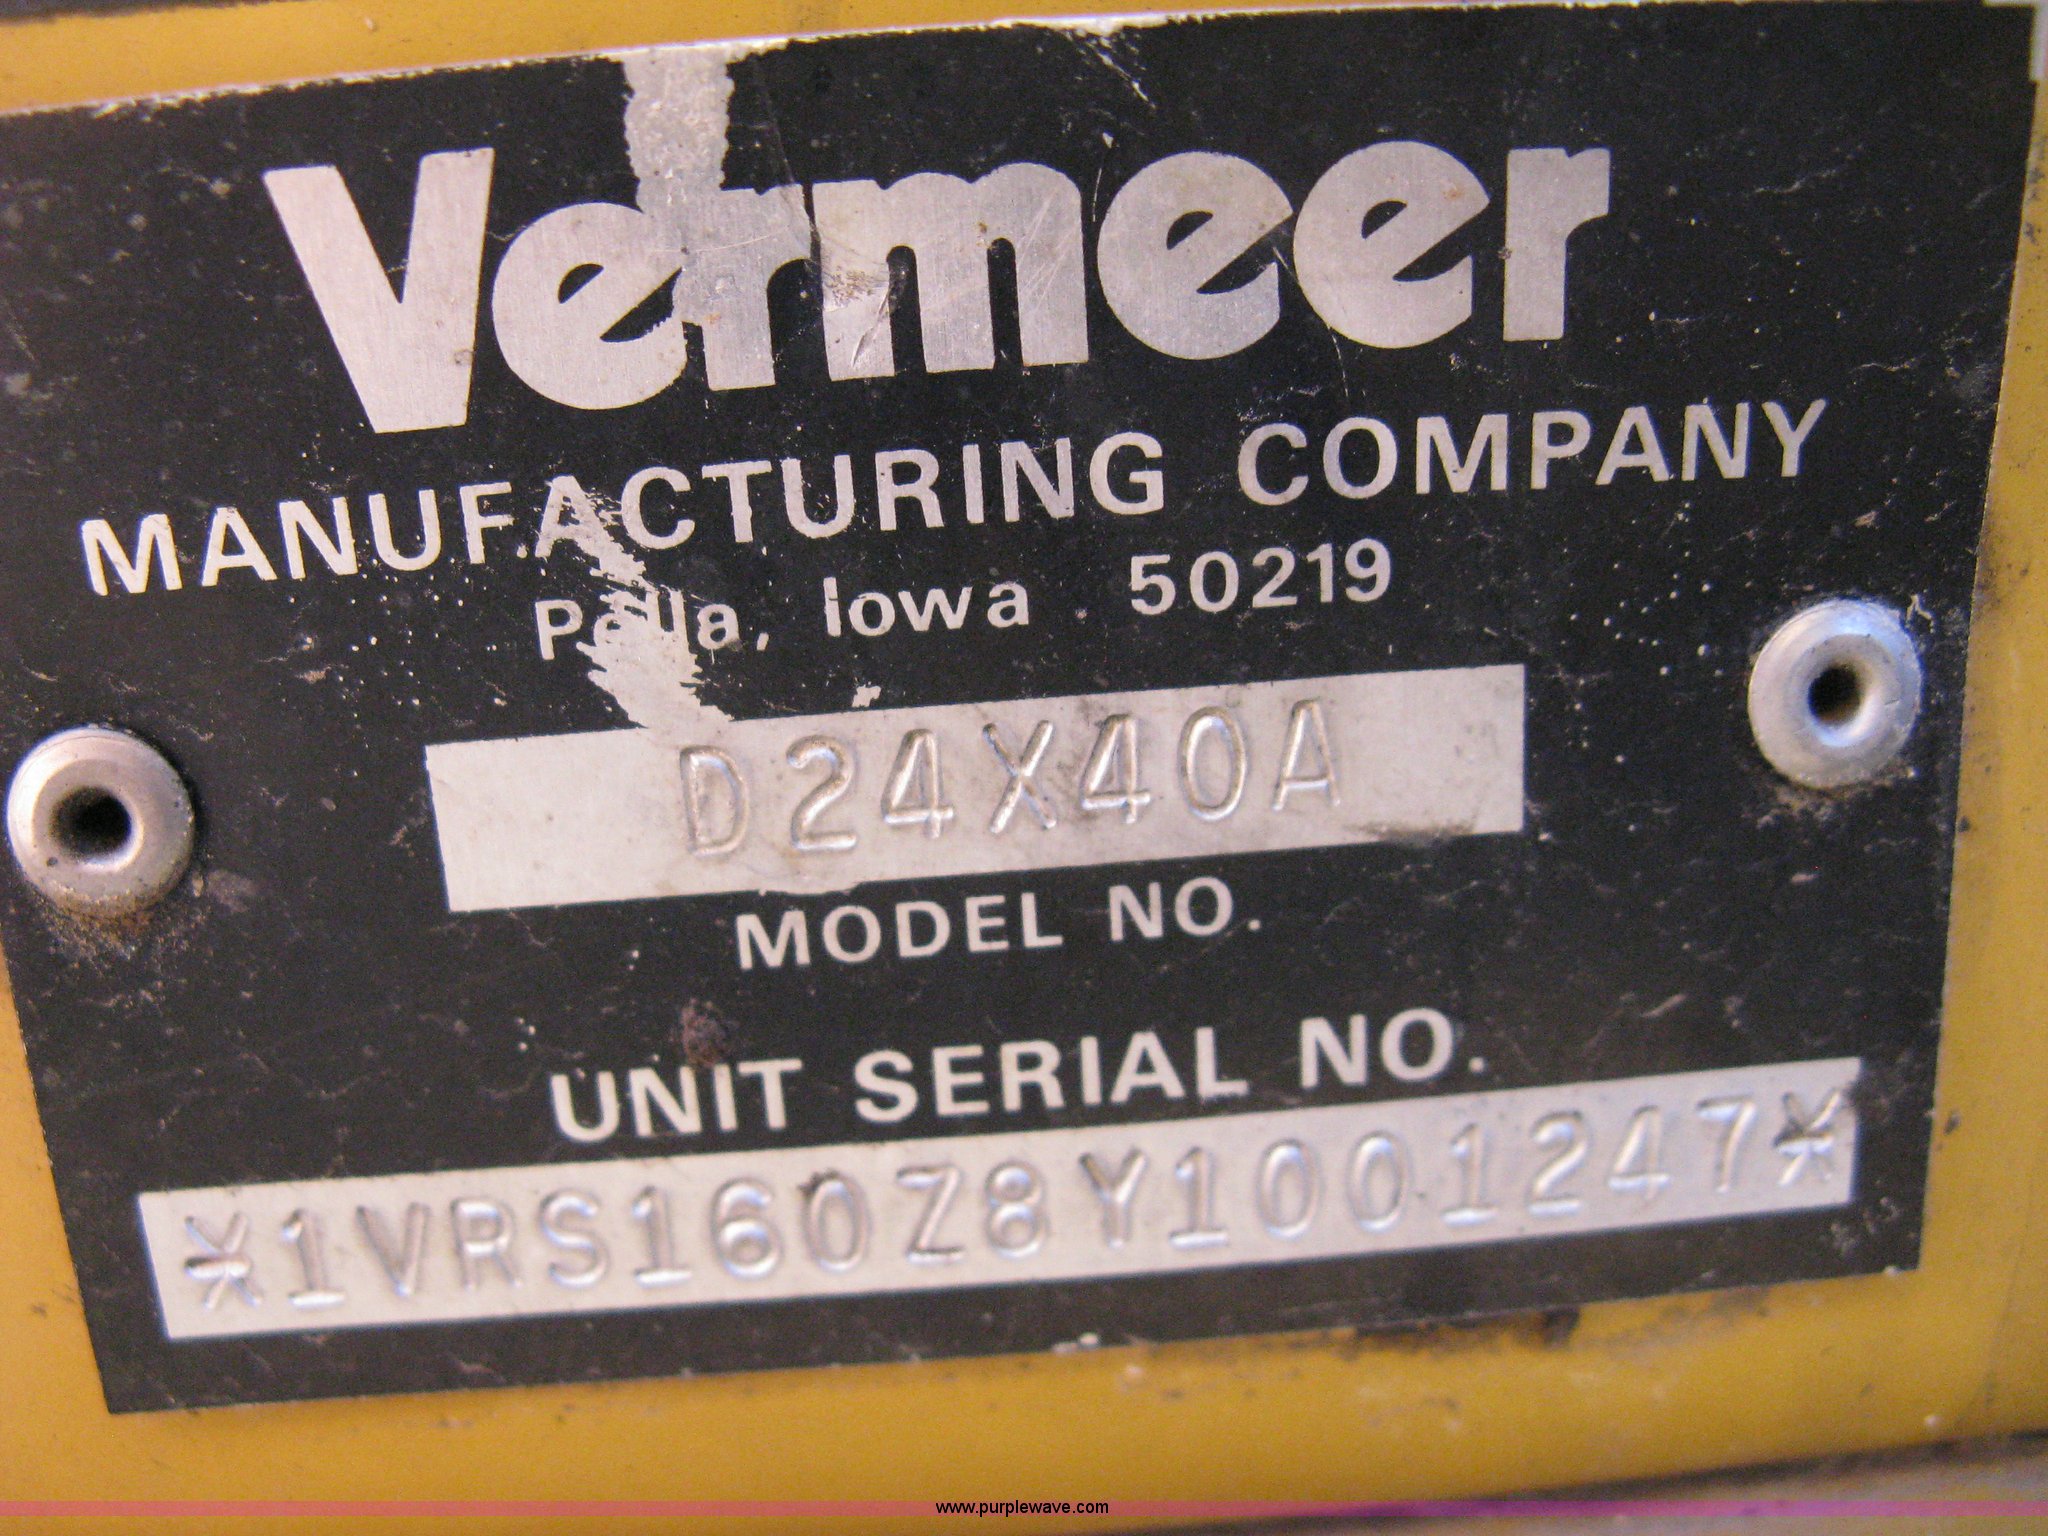 Vermeer
MANUFACTURING COMPANY
Pella, Iowa 50219
D24X40A
MODEL NO.
UNIT SERIAL NO.
*1VRS160Z8Y1001247*
www.purplewave.com